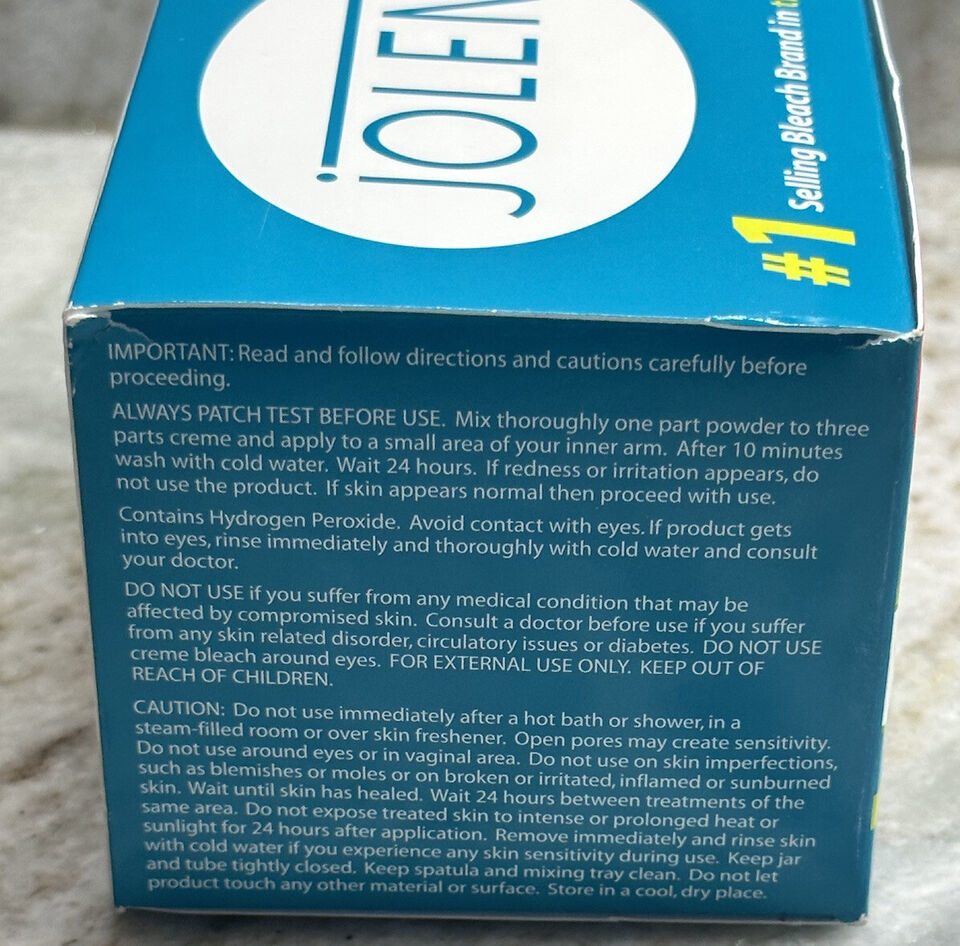 JOLEN
#1 Selling Bleach Brand in
IMPORTANT: Read and follow directions and cautions carefully before
proceeding.
ALWAYS PATCH TEST BEFORE USE. Mix thoroughly one part powder to three
parts creme and apply to a small area of your inner arm. After 10 minutes
wash with cold water. Wait 24 hours. If redness or irritation appears, do
not use the product. If skin appears normal then proceed with use.
Contains Hydrogen Peroxide. Avoid contact with eyes. If product gets
into eyes, rinse immediately and thoroughly with cold water and consult
your doctor.
DO NOT USE if you suffer from any medical condition that may be
affected by compromised skin. Consult a doctor before use if you suffer
from any skin related disorder, circulatory issues or diabetes. DO NOT USE
creme bleach around eyes. FOR EXTERNAL USE ONLY. KEEP OUT OF
REACH OF CHILDREN.
CAUTION: Do not use immediately after a hot bath or shower, in a
steam-filled room or over skin freshener. Open pores may create sensitivity.
Do not use around eyes or in vaginal area. Do not use on skin imperfections,
such as blemishes or moles or on broken or irritated, inflamed or sunburned
skin. Wait until skin has healed. Wait 24 hours between treatments of the
same area. Do not expose treated skin to intense or prolonged heat or
sunlight for 24 hours after application. Remove immediately and rinse skin
with cold water if you experience any skin sensitivity during use. Keep jar
and tube tightly closed. Keep spatula and mixing tray clean. Do not let
product touch any other material or surface. Store in a cool, dry place.